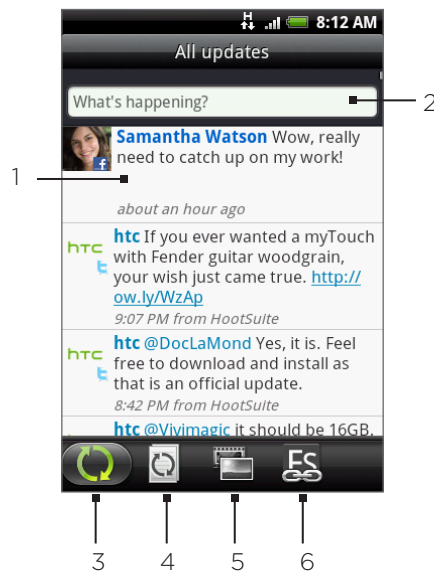 H 8:12 AM
All updates
What's happening?
2
Samantha Watson Wow, really
need to catch up on my work!
1
about an hour ago
htc htc If you ever wanted a myTouch
with Fender guitar woodgrain,
your wish just came true. http://
ow.ly/WzAp
9:07 PM from HootSuite
htc htc @DocLaMond Yes, it is. Feel
free to download and install as
that is an official update.
8:42 PM from HootSuite
htc @Vivimagic it should be 16GB.
FS
3 4 5 6